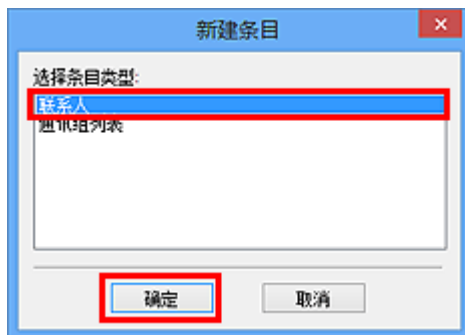 新建条目
选择条目类型:
联系人
通讯组列表
确定
取消